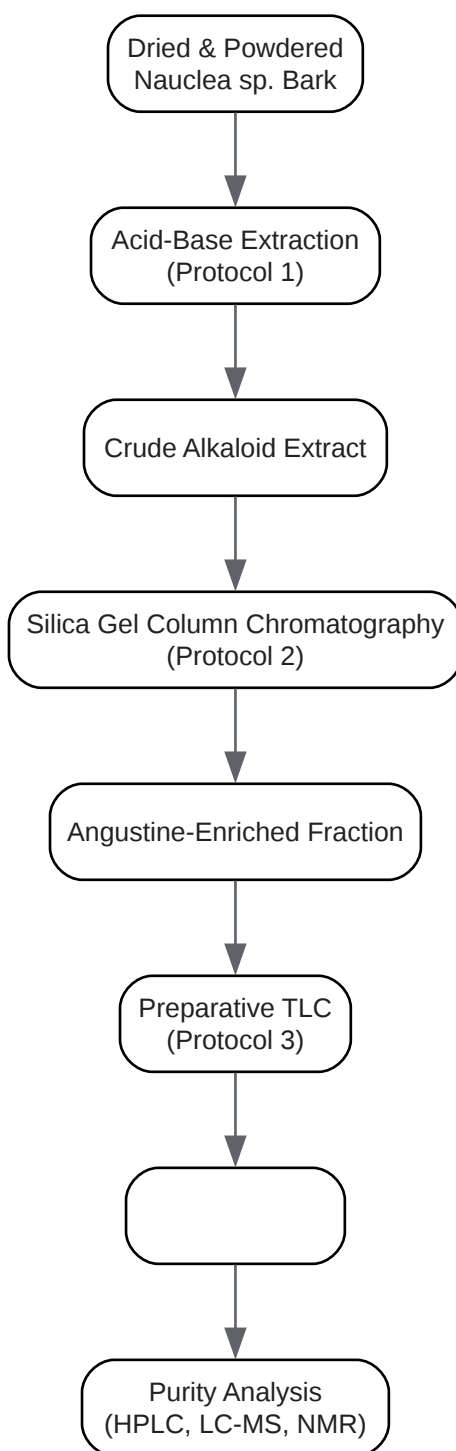 Dried & Powdered
Nauclea sp. Bark
Acid-Base Extraction
(Protocol 1)
Crude Alkaloid Extract
Silica Gel Column Chromatography
(Protocol 2)
Angustine-Enriched Fraction
Preparative TLC
(Protocol 3)
Purity Analysis
(HPLC, LC-MS, NMR)